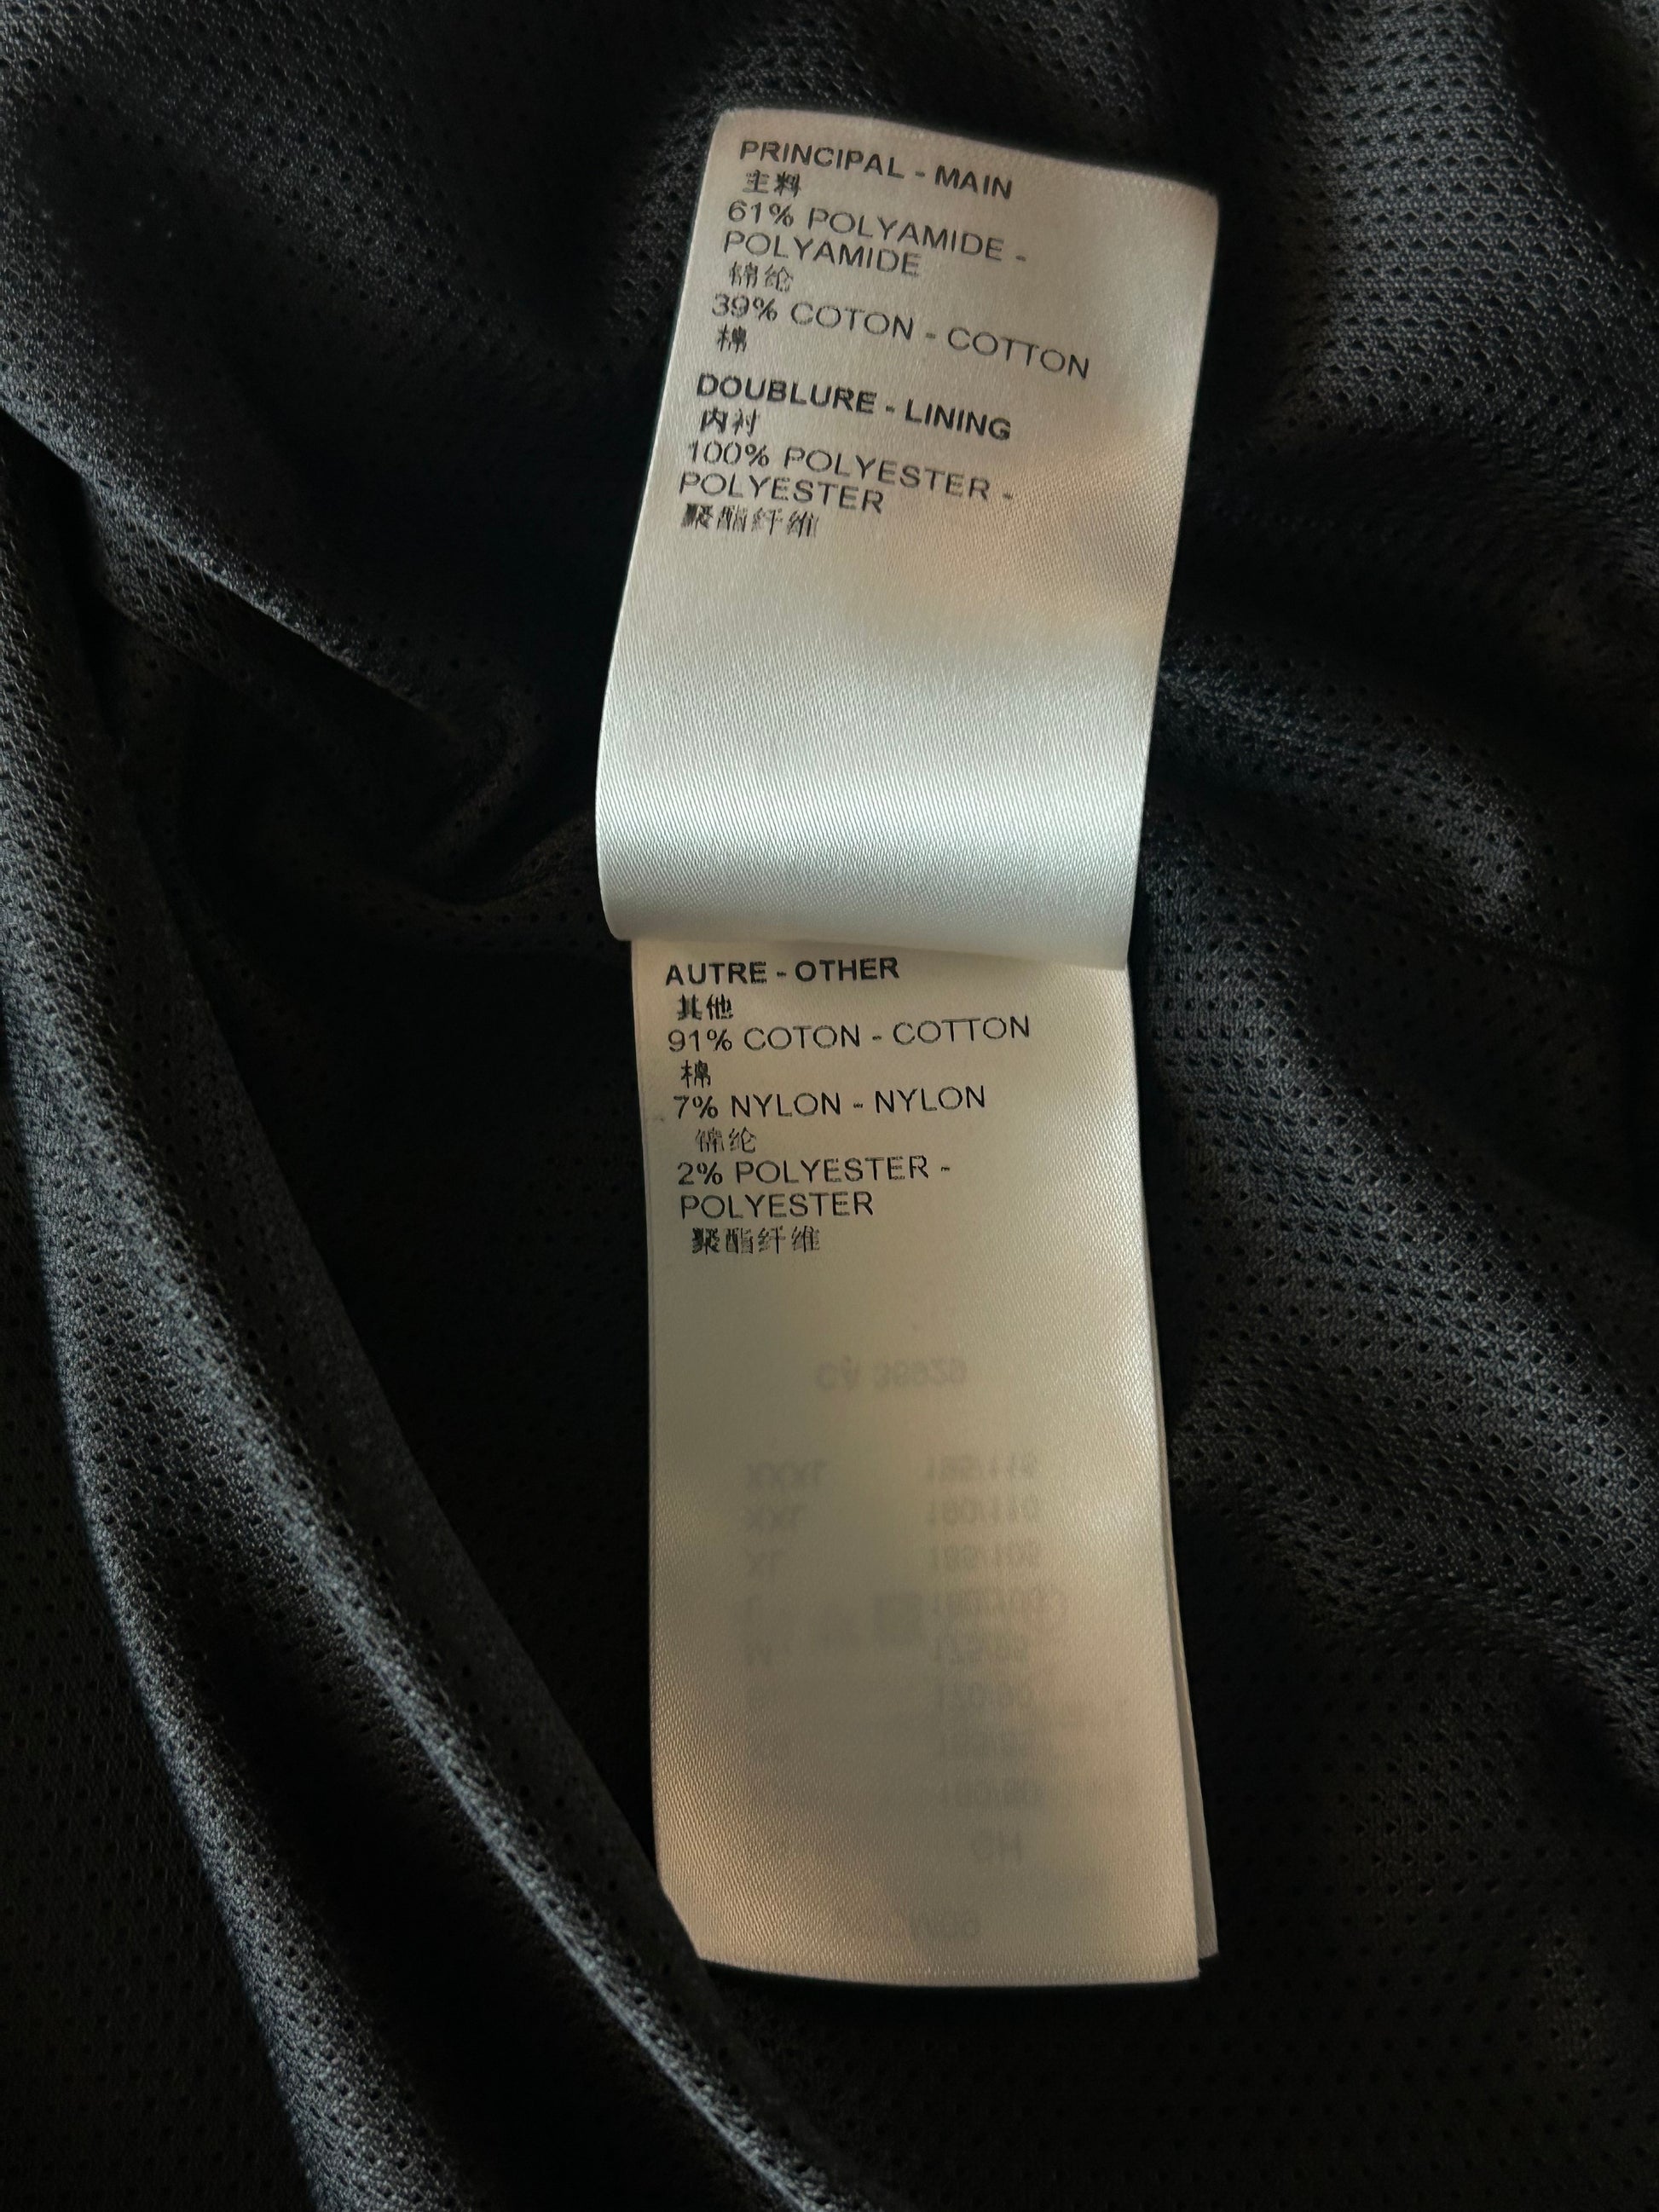 PRINCIPAL - MAIN
主料
61% POLYAMIDE -
POLYAMIDE
锦纶
39% COTON - COTTON
棉
DOUBLURE - LINING
内衬
100% POLYESTER -
POLYESTER
聚酯纤维
AUTRE - OTHER
其他
91% COTON - COTTON
棉
7% NYLON - NYLON
锦纶
2% POLYESTER -
POLYESTER
聚酯纤维